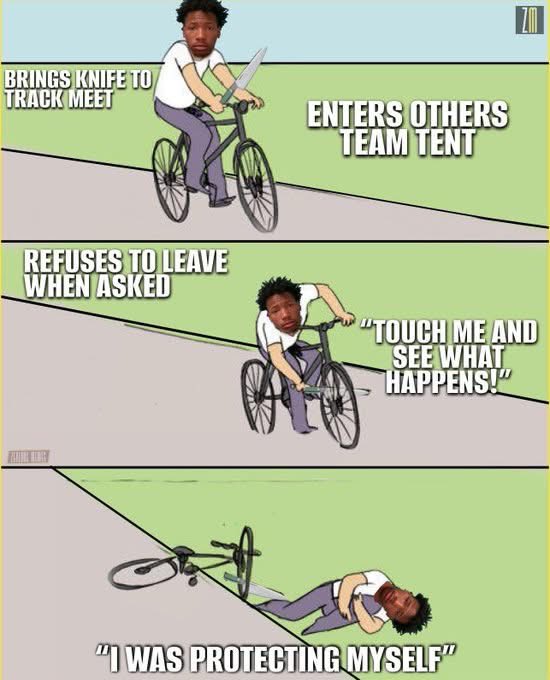 ZM
BRINGS KNIFE TO
TRACK MEET
ENTERS OTHERS
TEAM TENT
REFUSES TO LEAVE
WHEN ASKED
"TOUCH ME AND
SEE WHAT
HAPPENS!"
"I WAS PROTECTING MYSELF"